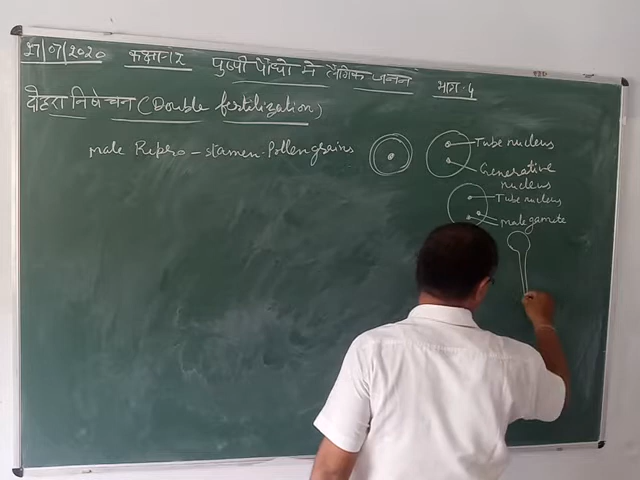 27/07/2020 कक्षा-12 पुष्पी पौधों में लैंगिक जनन भाग-4
दोहरा निषेचन (Double fertilization)
male Repro - stamen - Pollen grains
Tube nucleus
Generative nucleus
Tube nucleus
male gamete